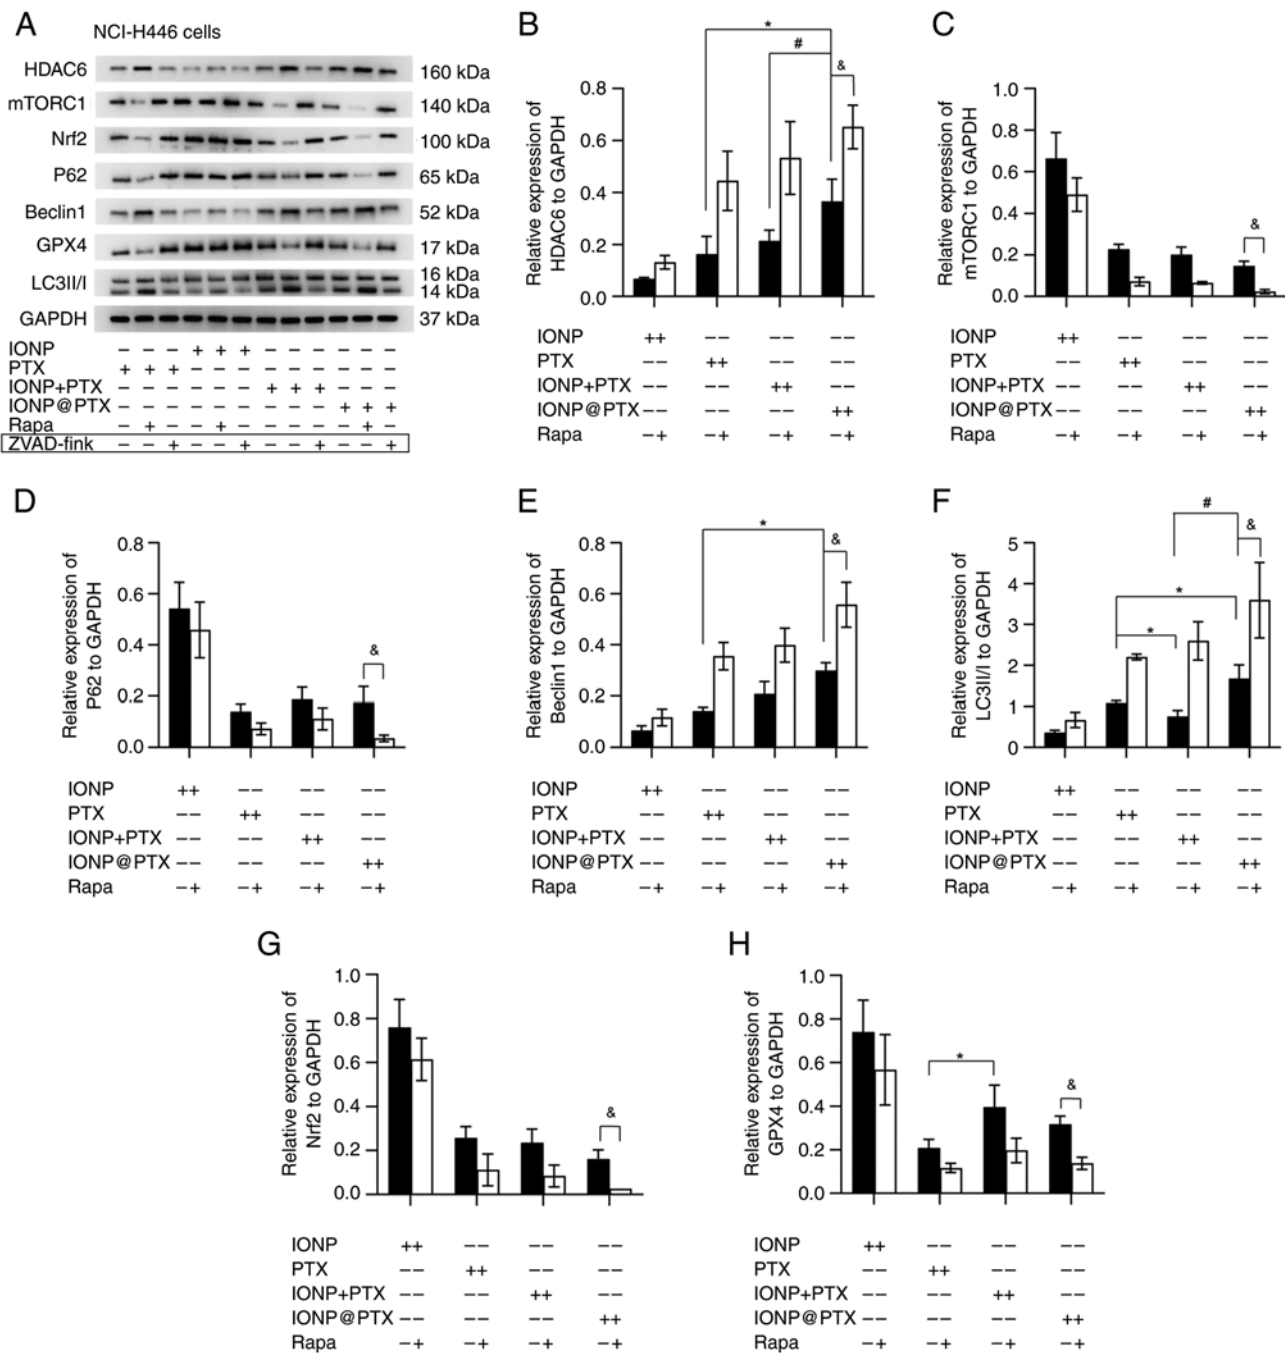 A
NCI-H446 cells
HDAC6 160 kDa
mTORC1 140 kDa
Nrf2 100 kDa
P62 65 kDa
Beclin1 52 kDa
GPX4 17 kDa
LC3II/I 16 kDa
14 kDa
GAPDH 37 kDa
IONP − − − + + + − − − − − −
PTX + + + − − − − − − − − −
IONP+PTX − − − − − − + + + − − −
IONP@PTX − − − − − − − − − + + +
Rapa − + − − + − − + − − + −
ZVAD-fink − − + − − + − − + − − +
B
* # &
Relative expression of
HDAC6 to GAPDH
0.8
0.6
0.4
0.2
0.0
IONP ++ −− −− −−
PTX −− ++ −− −−
IONP+PTX −− −− ++ −−
IONP@PTX −− −− −− ++
Rapa −+ −+ −+ −+
C
&
Relative expression of
mTORC1 to GAPDH
1.0
0.8
0.6
0.4
0.2
0.0
IONP ++ −− −− −−
PTX −− ++ −− −−
IONP+PTX −− −− ++ −−
IONP@PTX −− −− −− ++
Rapa −+ −+ −+ −+
D
&
Relative expression of
P62 to GAPDH
0.8
0.6
0.4
0.2
0.0
IONP ++ −− −− −−
PTX −− ++ −− −−
IONP+PTX −− −− ++ −−
IONP@PTX −− −− −− ++
Rapa −+ −+ −+ −+
E
* &
Relative expression of
Beclin1 to GAPDH
0.8
0.6
0.4
0.2
0.0
IONP ++ −− −− −−
PTX −− ++ −− −−
IONP+PTX −− −− ++ −−
IONP@PTX −− −− −− ++
Rapa −+ −+ −+ −+
F
# &
*
*
Relative expression of
LC3II/I to GAPDH
5
4
3
2
1
0
IONP ++ −− −− −−
PTX −− ++ −− −−
IONP+PTX −− −− ++ −−
IONP@PTX −− −− −− ++
Rapa −+ −+ −+ −+
G
&
Relative expression of
Nrf2 to GAPDH
1.0
0.8
0.6
0.4
0.2
0.0
IONP ++ −− −− −−
PTX −− ++ −− −−
IONP+PTX −− −− ++ −−
IONP@PTX −− −− −− ++
Rapa −+ −+ −+ −+
H
* &
Relative expression of
GPX4 to GAPDH
1.0
0.8
0.6
0.4
0.2
0.0
IONP ++ −− −− −−
PTX −− ++ −− −−
IONP+PTX −− −− ++ −−
IONP@PTX −− −− −− ++
Rapa −+ −+ −+ −+